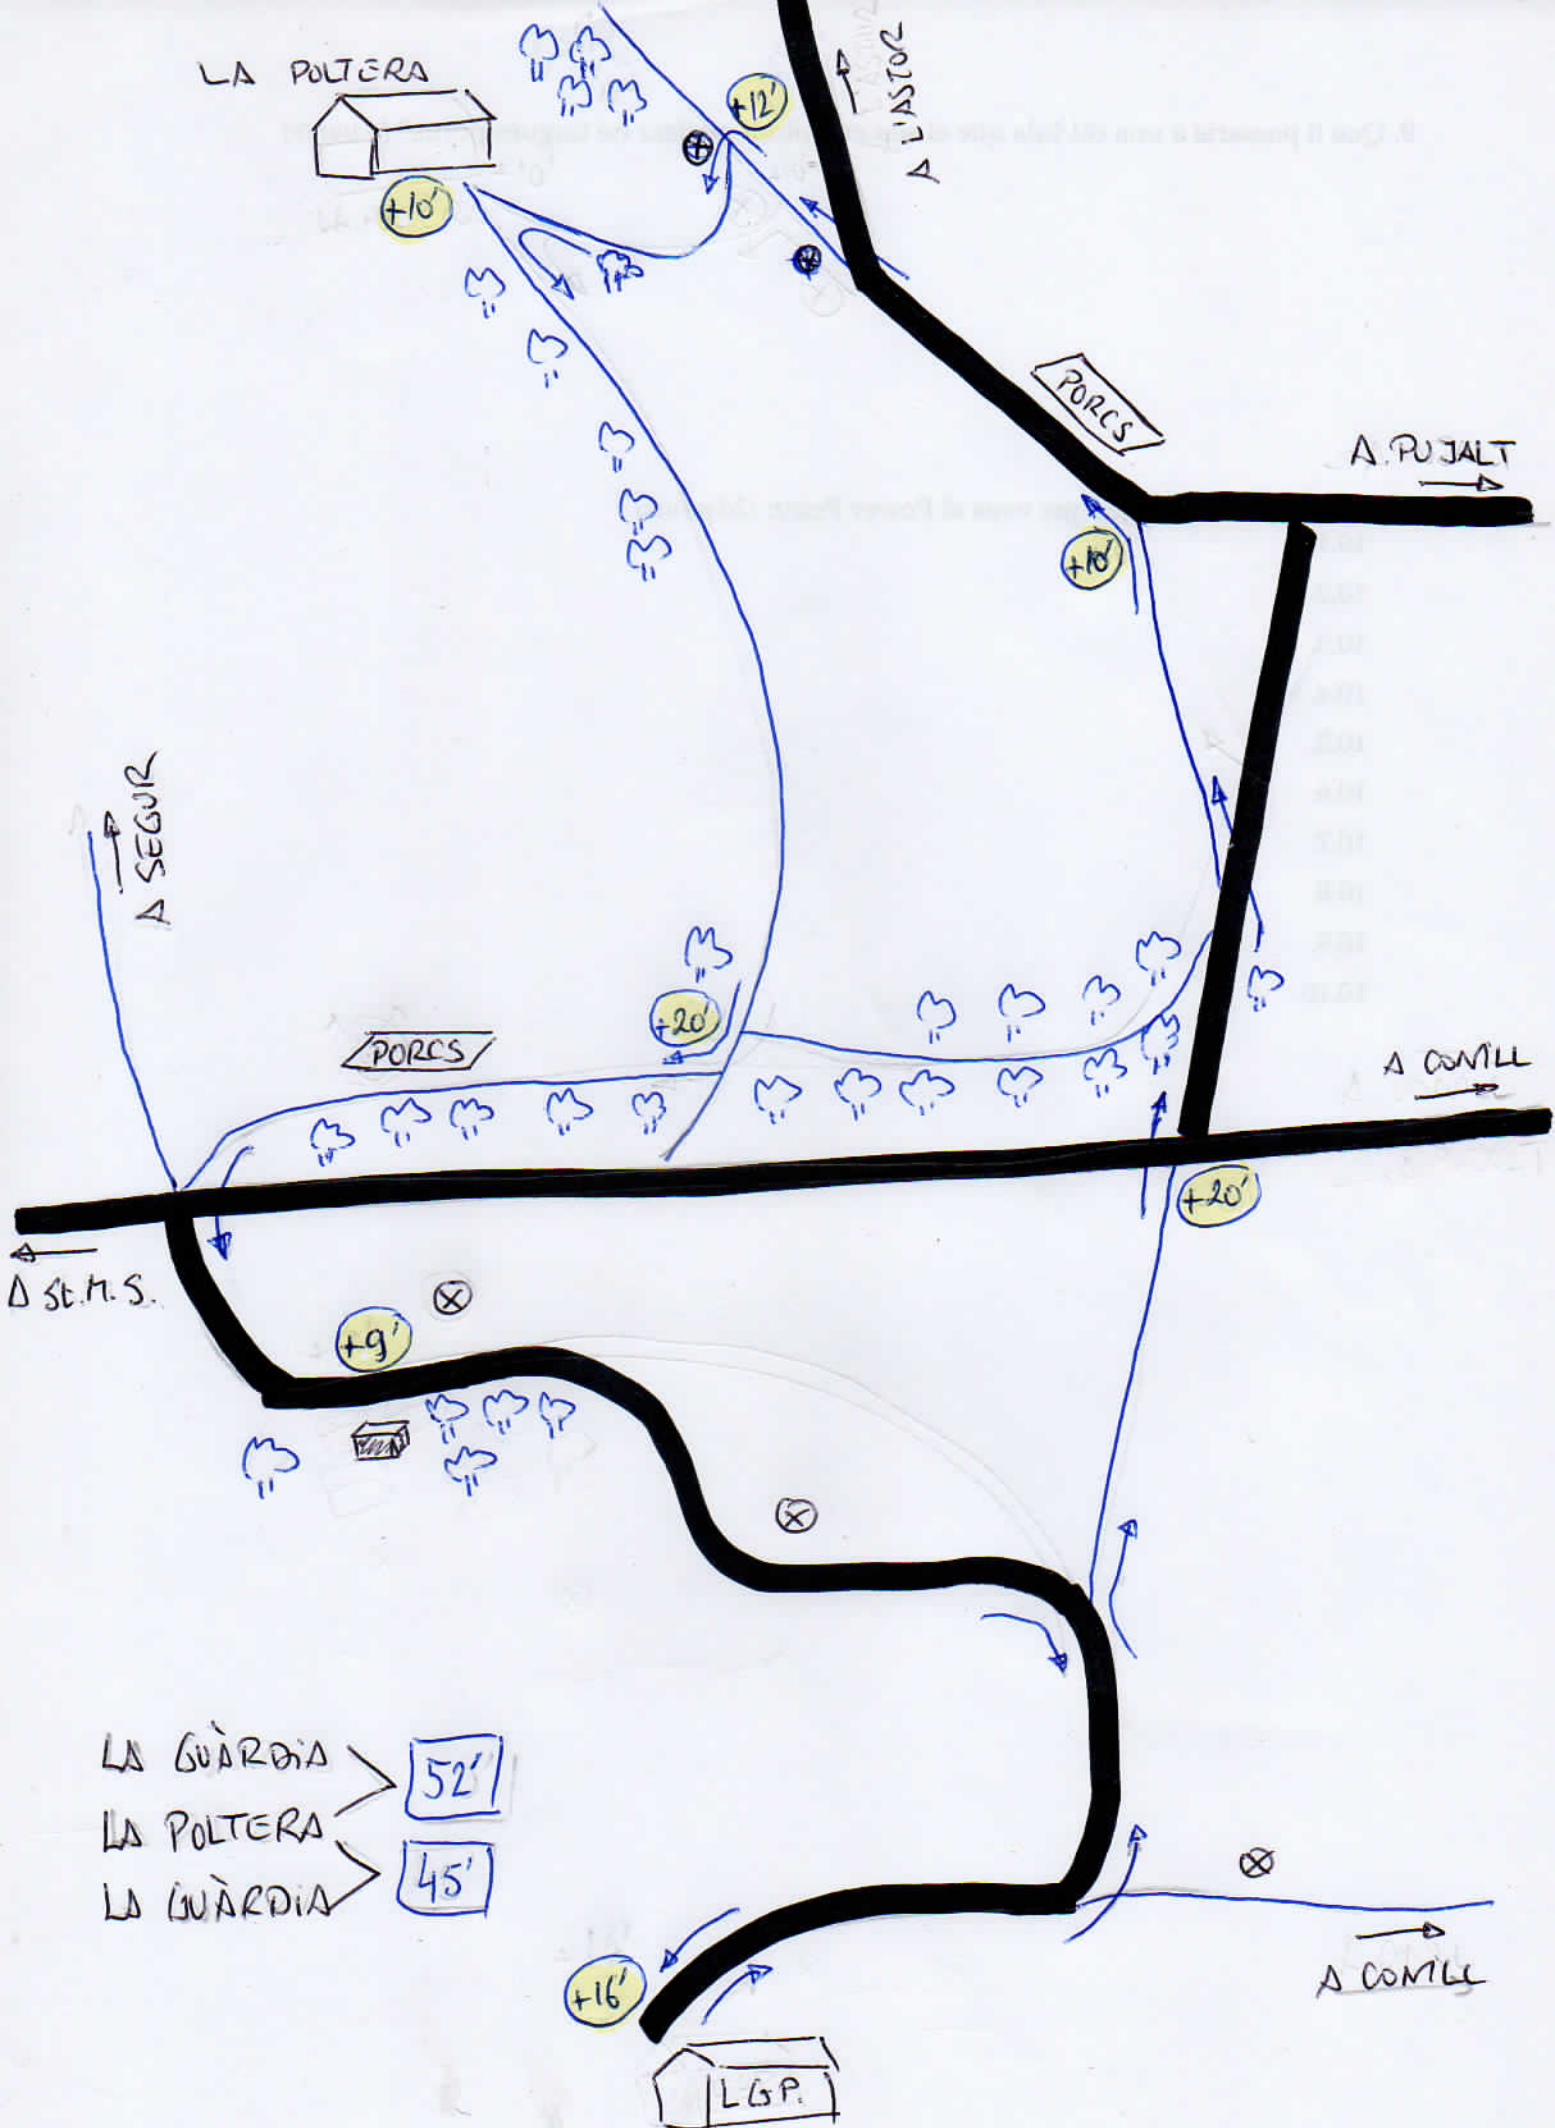 LA POLTERA
+12'
A L'ASTOR
+10'
PORCS
A PUJALT
+10'
A SEGUR
+20'
PORCS
A CONILL
+20'
A St.M.S.
+9'
LA GUÀRDIA
52'
LA POLTERA
45'
LA GUÀRDIA
A CONILL
+16'
L.G.P.